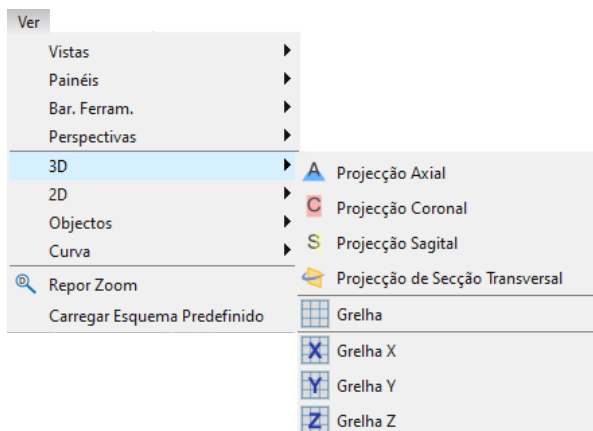 Ver
Vistas
Painéis
Bar. Ferram.
Perspectivas
3D
2D
Objectos
Curva
Repor Zoom
Carregar Esquema Predefinido
A Projecção Axial
C Projecção Coronal
S Projecção Sagital
Projecção de Secção Transversal
Grelha
X Grelha X
Y Grelha Y
Z Grelha Z